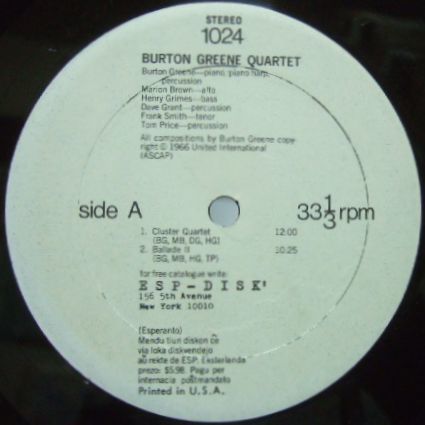 STEREO
1024
BURTON GREENE QUARTET
Burton Greene—piano, piano harp,
percussion
Marion Brown—alto
Henry Grimes—bass
Dave Grant—percussion
Frank Smith—tenor
Tom Price—percussion
All compositions by Burton Greene copy
right © 1966 United International
(ASCAP)
side A
33 1/3 rpm
1. Cluster Quartet 12:00
(BG, MB, DG, HG)
2. Ballade II 10:25
(BG, MB, HG, TP)
for free catalogue write:
ESP-DISK'
156 5th Avenue
New York 10010
(Esperanto)
Mendu tiun diskon ĉe
via loka diskvendejo
aŭ rekte de ESP. Eksterlanda
prezo: $5.98. Pagu per
internacia poŝtmandato
Printed in U.S.A.